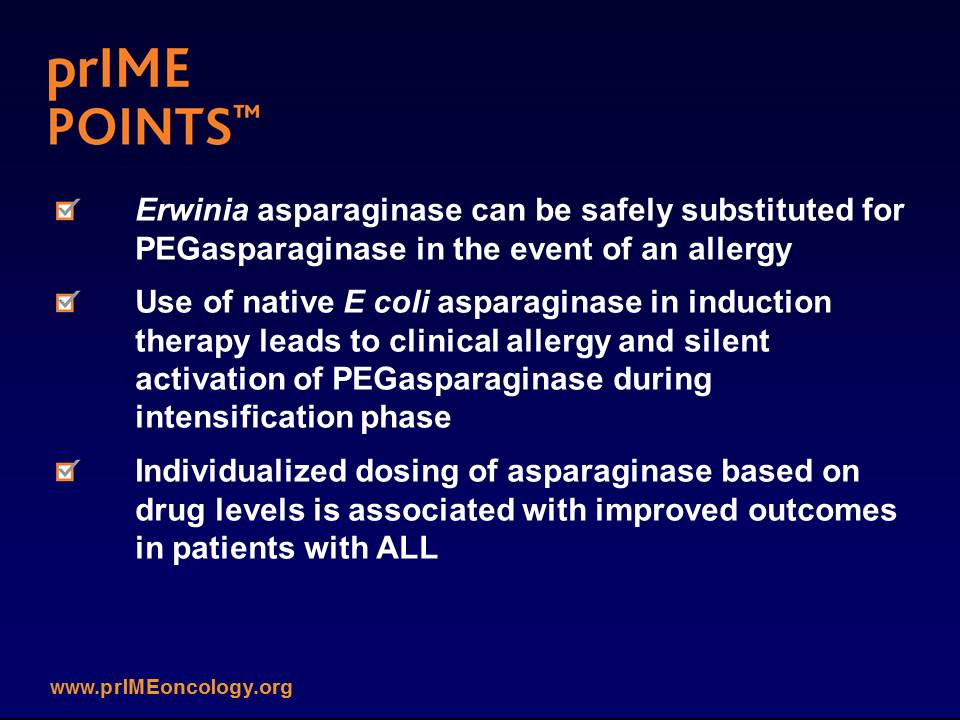 prIME
POINTS™
Erwinia asparaginase can be safely substituted for
PEGasparaginase in the event of an allergy
Use of native E coli asparaginase in induction
therapy leads to clinical allergy and silent
activation of PEGasparaginase during
intensification phase
Individualized dosing of asparaginase based on
drug levels is associated with improved outcomes
in patients with ALL
www.prIMEoncology.org